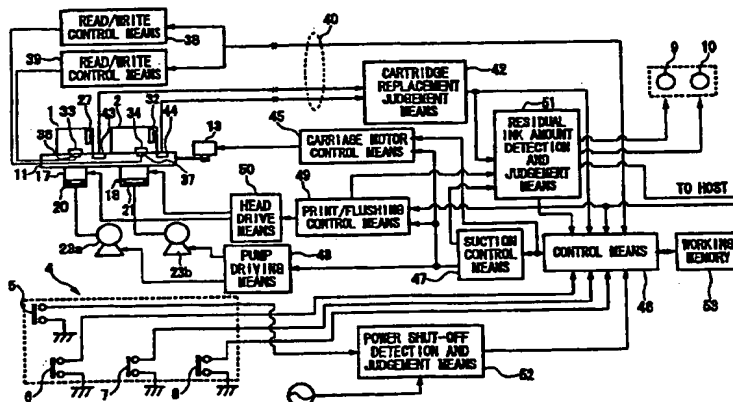 READ/WRITE
CONTROL MEANS
38
39
READ/WRITE
CONTROL MEANS
40
CARTRIDGE
REPLACEMENT
JUDGEMENT
MEANS
42
9
10
51
RESIDUAL
INK AMOUNT
DETECTION
AND
JUDGEMENT
MEANS
33
27
2
34
32
43
44
1
36
13
45
CARRIAGE MOTOR
CONTROL MEANS
11
17
18
37
20
21
50
HEAD
DRIVE
MEANS
49
PRINT/FLUSHING
CONTROL MEANS
TO HOST
23a
23b
PUMP
DRIVING
MEANS
48
SUCTION
CONTROL
MEANS
47
CONTROL MEANS
46
WORKING
MEMORY
53
4
5
6
7
8
POWER SHUT-OFF
DETECTION AND
JUDGEMENT MEANS
52